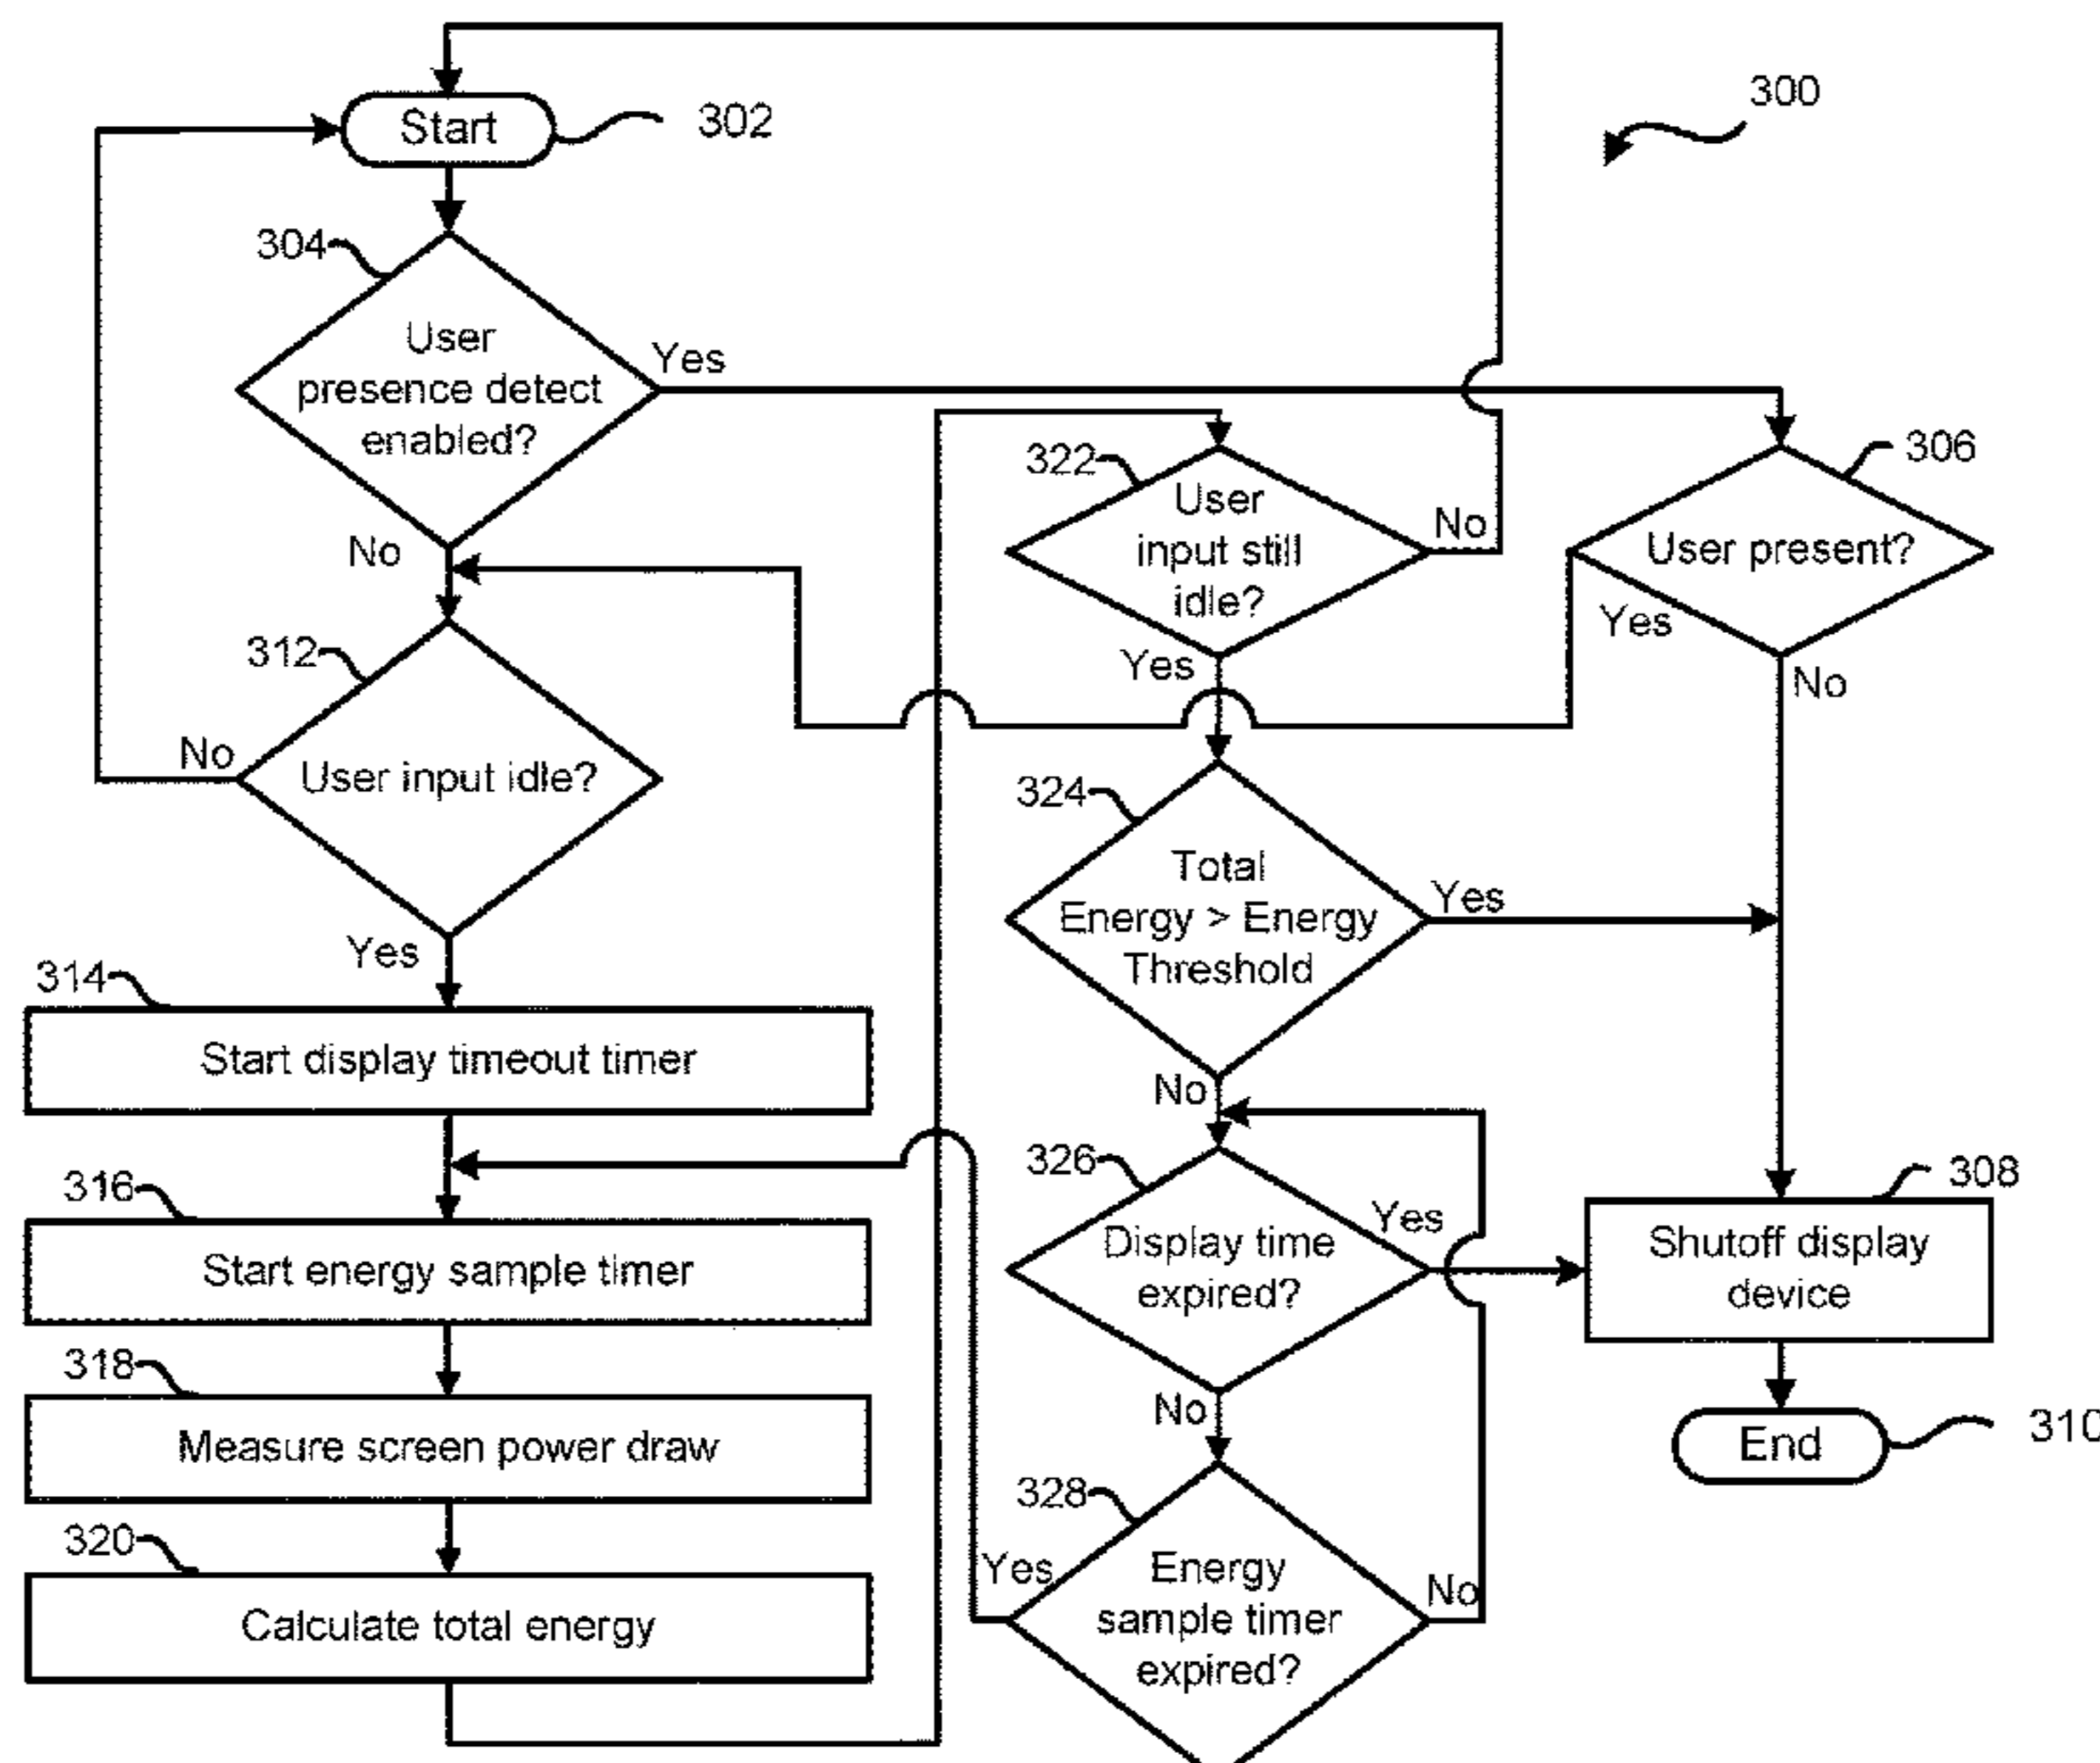 300
Start
302
304
User
presence detect
enabled?
Yes
No
322
User
input still
idle?
No
Yes
306
User present?
Yes
No
312
User input idle?
No
Yes
324
Total
Energy > Energy
Threshold
Yes
No
314
Start display timeout timer
316
Start energy sample timer
318
Measure screen power draw
320
Calculate total energy
326
Display time
expired?
Yes
No
308
Shutoff display
device
End
310
328
Energy
sample timer
expired?
Yes
No